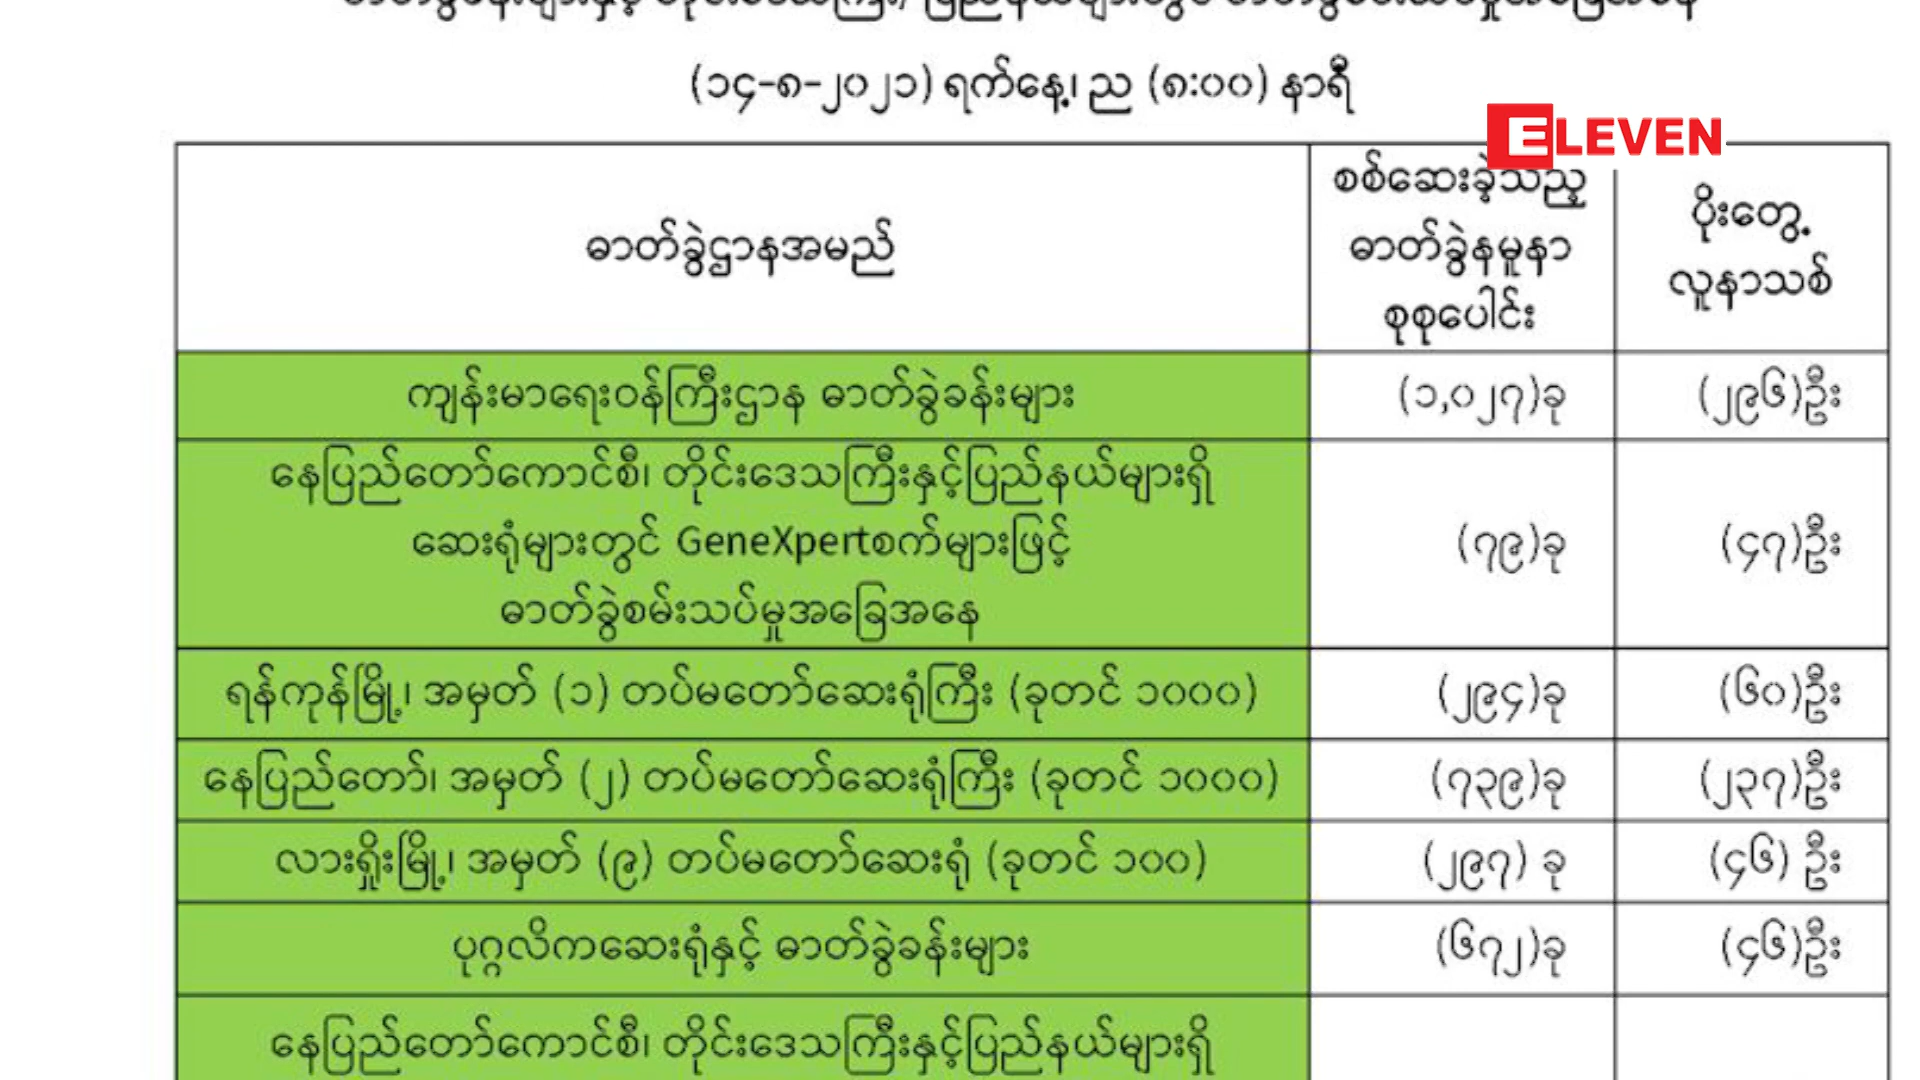 (၁၄-၈-၂၀၂၁) ရက်နေ့၊ ည (၈:၀၀) နာရီ
ELEVEN
ဓာတ်ခွဲဌာနအမည်
စစ်ဆေးခဲ့သည့်
ဓာတ်ခွဲနမူနာ
စုစုပေါင်း
ပိုးတွေ့
လူနာသစ်
ကျန်းမာရေးဝန်ကြီးဌာန ဓာတ်ခွဲခန်းများ
(၁,၀၂၇)ခု
(၂၉၆)ဦး
နေပြည်တော်ကောင်စီ၊ တိုင်းဒေသကြီးနှင့်ပြည်နယ်များရှိ
ဆေးရုံများတွင် GeneXpertစက်များဖြင့်
ဓာတ်ခွဲစမ်းသပ်မှုအခြေအနေ
(၇၉)ခု
(၄၇)ဦး
ရန်ကုန်မြို့၊ အမှတ် (၁) တပ်မတော်ဆေးရုံကြီး (ခုတင် ၁၀၀၀)
(၂၉၄)ခု
(၆၀)ဦး
နေပြည်တော်၊ အမှတ် (၂) တပ်မတော်ဆေးရုံကြီး (ခုတင် ၁၀၀၀)
(၇၃၉)ခု
(၂၃၇)ဦး
လားရှိုးမြို့၊ အမှတ် (၉) တပ်မတော်ဆေးရုံ (ခုတင် ၁၀၀)
(၂၉၇) ခု
(၄၆) ဦး
ပုဂ္ဂလိကဆေးရုံနှင့် ဓာတ်ခွဲခန်းများ
(၆၇၂)ခု
(၄၆)ဦး
နေပြည်တော်ကောင်စီ၊ တိုင်းဒေသကြီးနှင့်ပြည်နယ်များရှိ